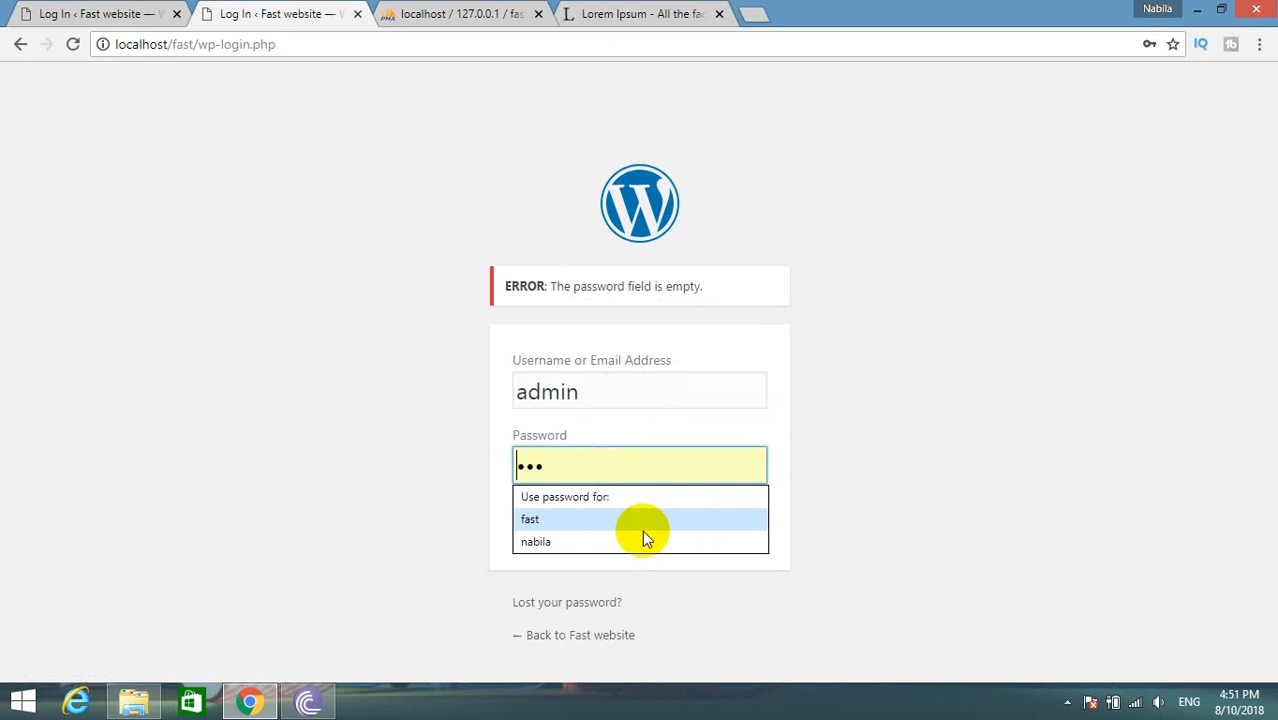 Log In ‹ Fast website — W
Log In ‹ Fast website — W
localhost / 127.0.0.1 / fas
Lorem Ipsum - All the fac
Nabila
localhost/fast/wp-login.php
ERROR: The password field is empty.
Username or Email Address
admin
Password
Use password for:
fast
nabila
Lost your password?
← Back to Fast website
ENG
4:51 PM
8/10/2018